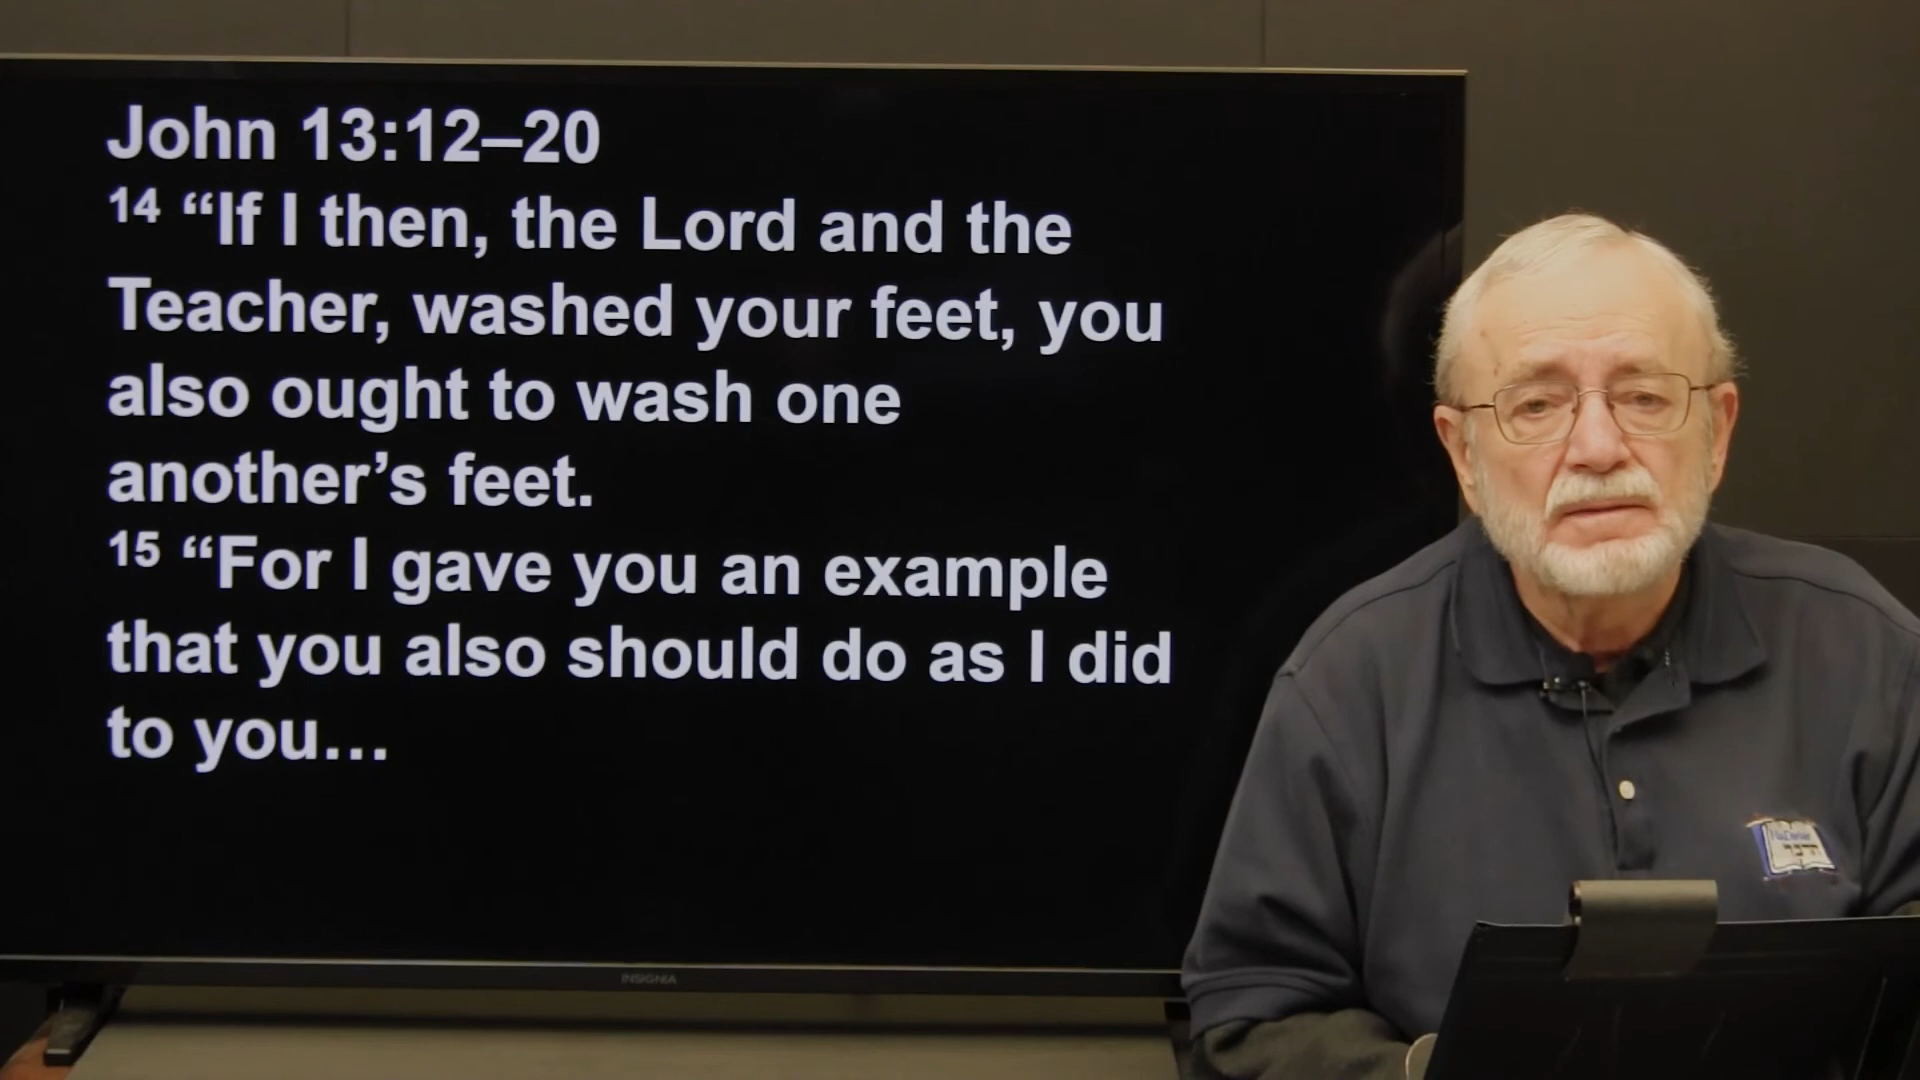 John 13:12–20
14 “If I then, the Lord and the
Teacher, washed your feet, you
also ought to wash one
another’s feet.
15 “For I gave you an example
that you also should do as I did
to you…
INSIGNIA